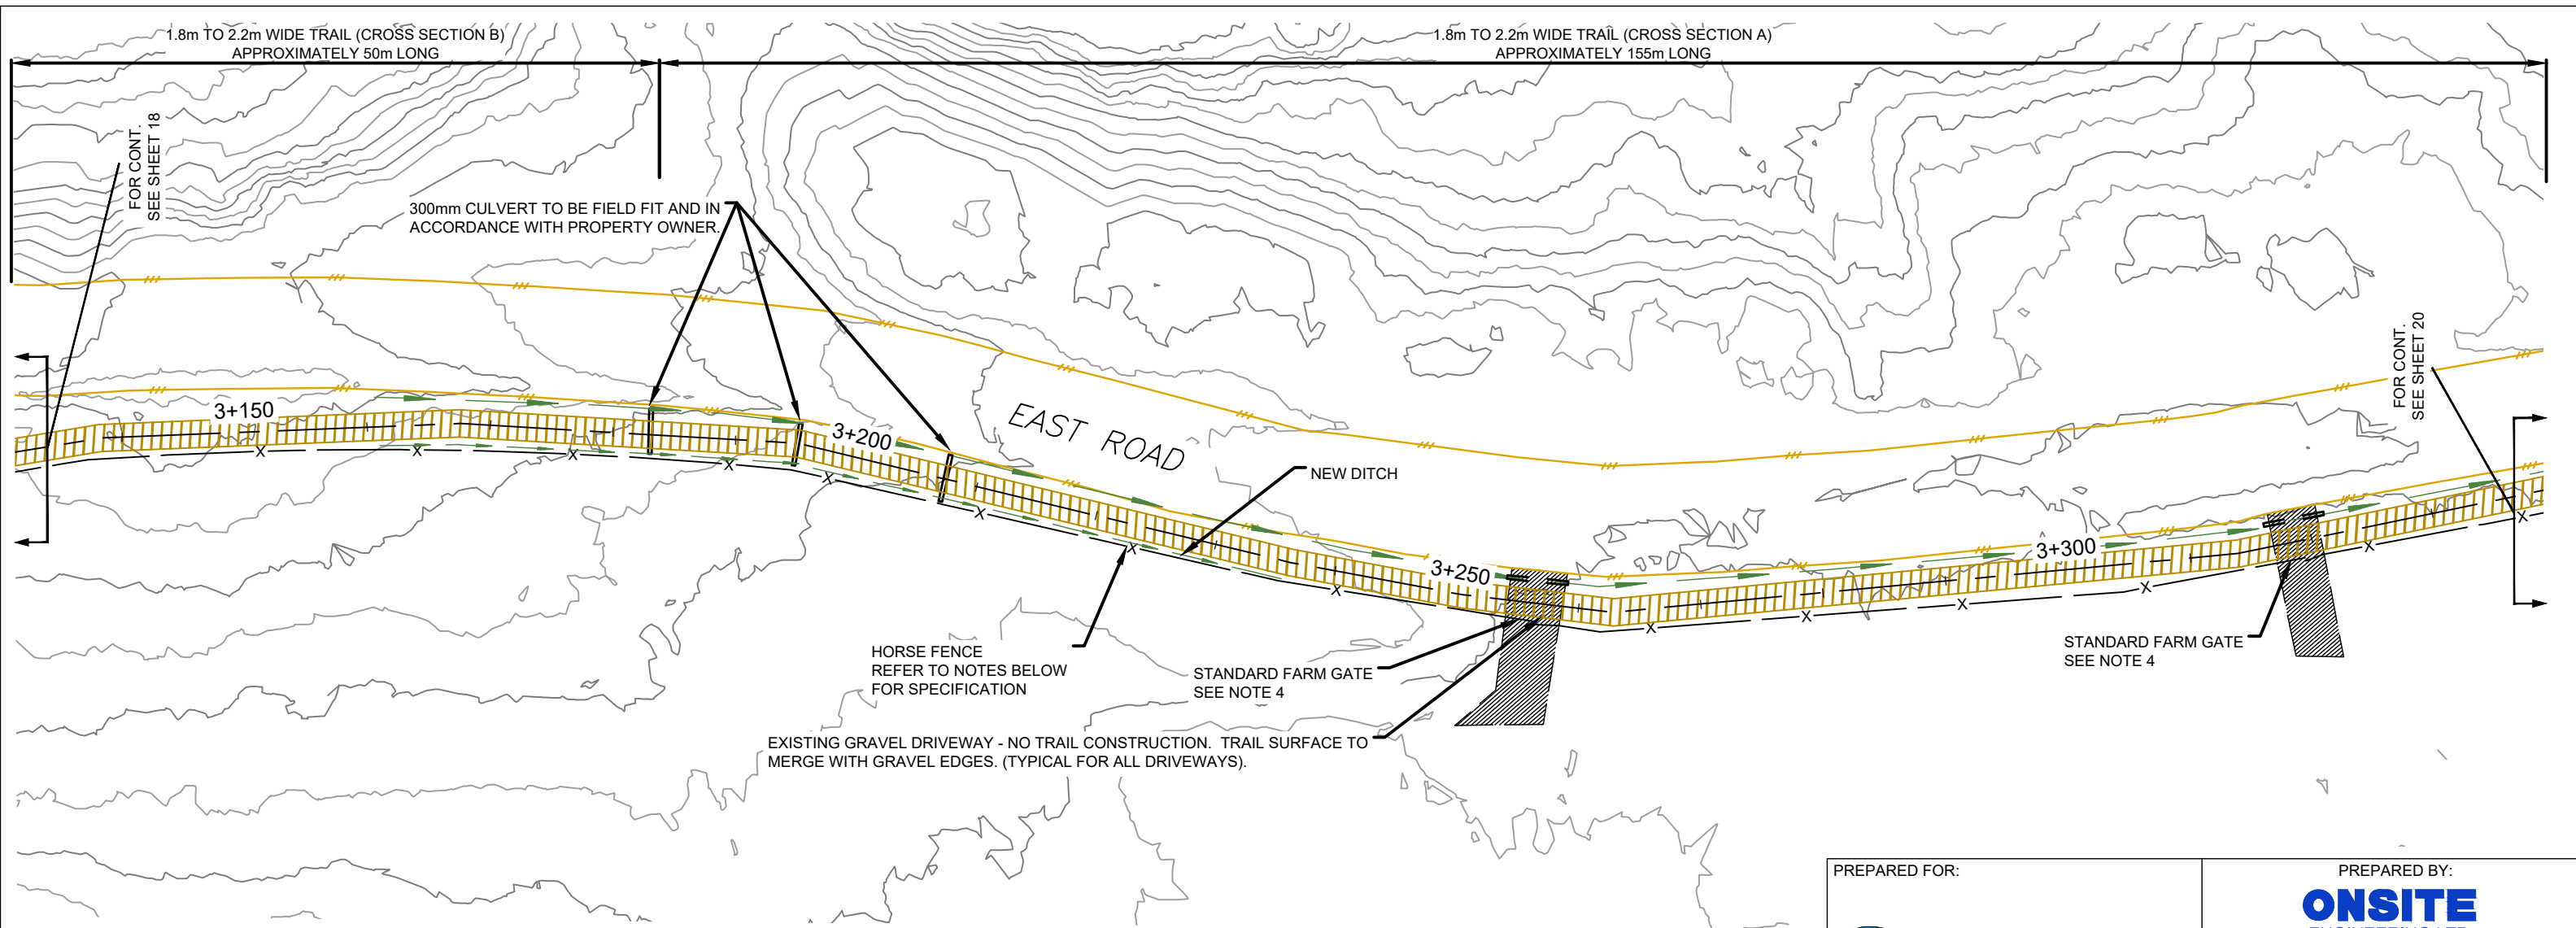 1.8m TO 2.2m WIDE TRAIL (CROSS SECTION B)
APPROXIMATELY 50m LONG
1.8m TO 2.2m WIDE TRAIL (CROSS SECTION A)
APPROXIMATELY 155m LONG
FOR CONT.
SEE SHEET 18
300mm CULVERT TO BE FIELD FIT AND IN
ACCORDANCE WITH PROPERTY OWNER.
FOR CONT.
SEE SHEET 20
3+150
3+200
EAST ROAD
NEW DITCH
3+250
3+300
HORSE FENCE
REFER TO NOTES BELOW
FOR SPECIFICATION
STANDARD FARM GATE
SEE NOTE 4
STANDARD FARM GATE
SEE NOTE 4
EXISTING GRAVEL DRIVEWAY - NO TRAIL CONSTRUCTION. TRAIL SURFACE TO
MERGE WITH GRAVEL EDGES. (TYPICAL FOR ALL DRIVEWAYS).
PREPARED FOR:
PREPARED BY:
ONSITE